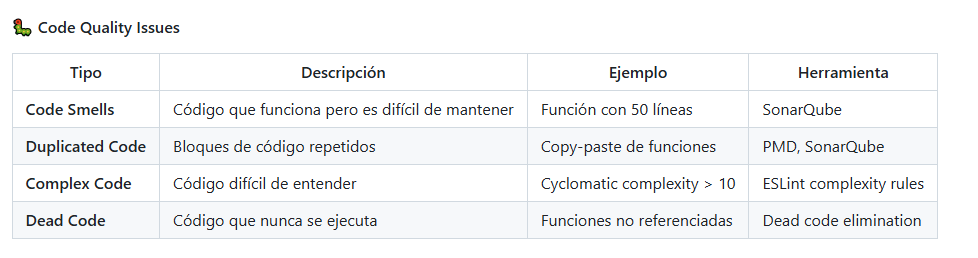 Code Quality Issues
Tipo Descripción Ejemplo Herramienta
Code Smells Código que funciona pero es difícil de mantener Función con 50 líneas SonarQube
Duplicated Code Bloques de código repetidos Copy-paste de funciones PMD, SonarQube
Complex Code Código difícil de entender Cyclomatic complexity > 10 ESLint complexity rules
Dead Code Código que nunca se ejecuta Funciones no referenciadas Dead code elimination